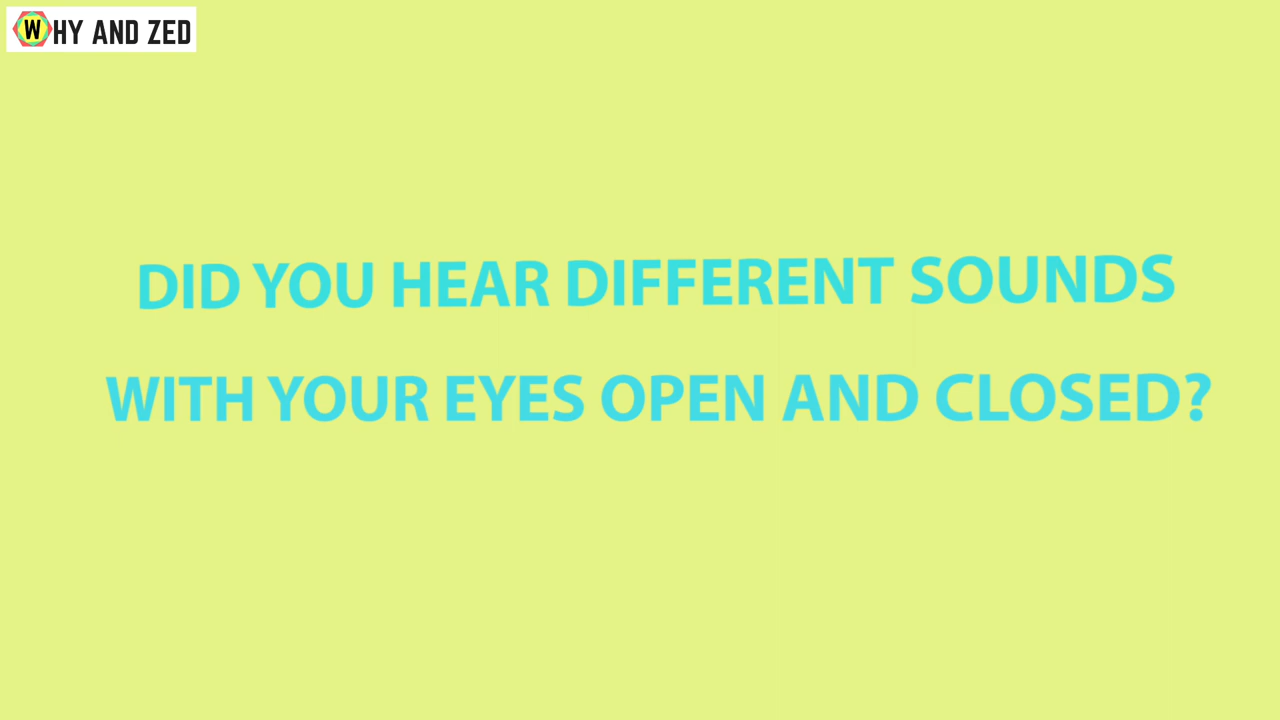 WHY AND ZED
DID YOU HEAR DIFFERENT SOUNDS
WITH YOUR EYES OPEN AND CLOSED?